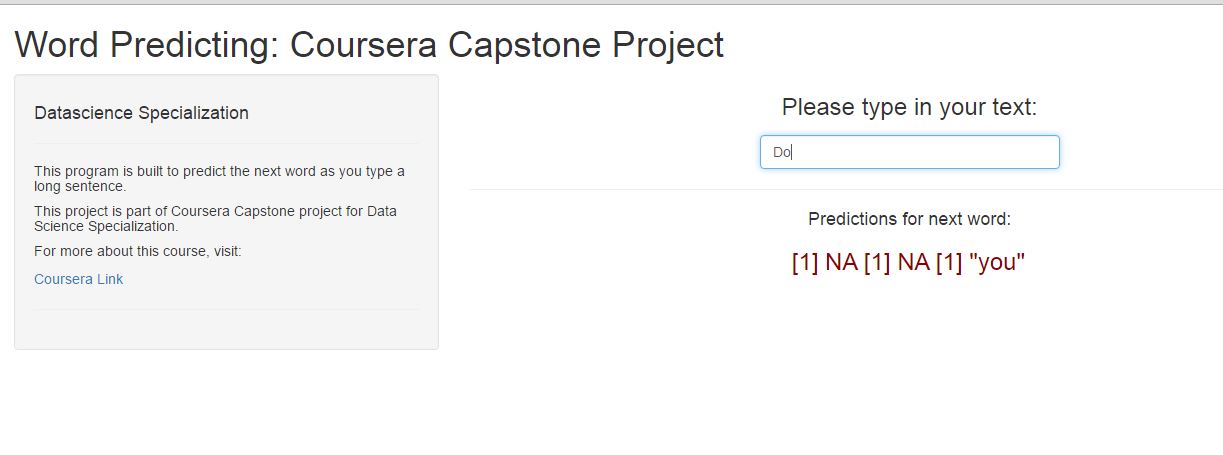 Word Predicting: Coursera Capstone Project
Datascience Specialization
This program is built to predict the next word as you type a
long sentence.
This project is part of Coursera Capstone project for Data
Science Specialization.
For more about this course, visit:
Coursera Link
Please type in your text:
Do
Predictions for next word:
[1] NA [1] NA [1] "you"